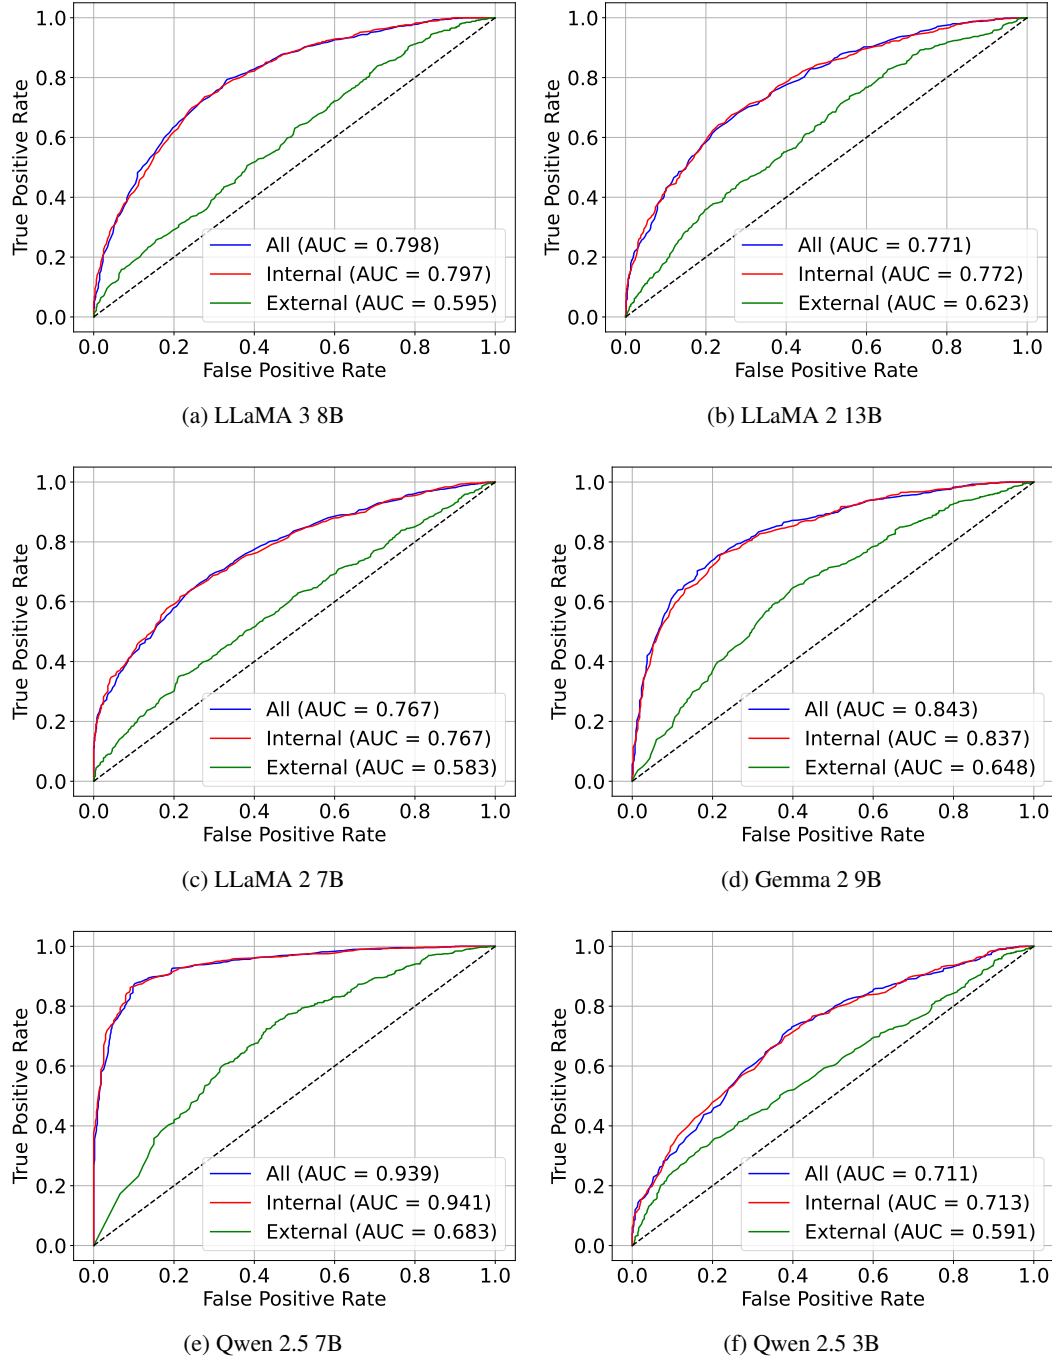 1.0
0.8
0.6
0.4
0.2
0.0
True Positive Rate
All (AUC = 0.798)
Internal (AUC = 0.797)
External (AUC = 0.595)
0.0 0.2 0.4 0.6 0.8 1.0
False Positive Rate
(a) LLaMA 3 8B
1.0
0.8
0.6
0.4
0.2
0.0
True Positive Rate
All (AUC = 0.771)
Internal (AUC = 0.772)
External (AUC = 0.623)
0.0 0.2 0.4 0.6 0.8 1.0
False Positive Rate
(b) LLaMA 2 13B
1.0
0.8
0.6
0.4
0.2
0.0
True Positive Rate
All (AUC = 0.767)
Internal (AUC = 0.767)
External (AUC = 0.583)
0.0 0.2 0.4 0.6 0.8 1.0
False Positive Rate
(c) LLaMA 2 7B
1.0
0.8
0.6
0.4
0.2
0.0
True Positive Rate
All (AUC = 0.843)
Internal (AUC = 0.837)
External (AUC = 0.648)
0.0 0.2 0.4 0.6 0.8 1.0
False Positive Rate
(d) Gemma 2 9B
1.0
0.8
0.6
0.4
0.2
0.0
True Positive Rate
All (AUC = 0.939)
Internal (AUC = 0.941)
External (AUC = 0.683)
0.0 0.2 0.4 0.6 0.8 1.0
False Positive Rate
(e) Qwen 2.5 7B
1.0
0.8
0.6
0.4
0.2
0.0
True Positive Rate
All (AUC = 0.711)
Internal (AUC = 0.713)
External (AUC = 0.591)
0.0 0.2 0.4 0.6 0.8 1.0
False Positive Rate
(f) Qwen 2.5 3B